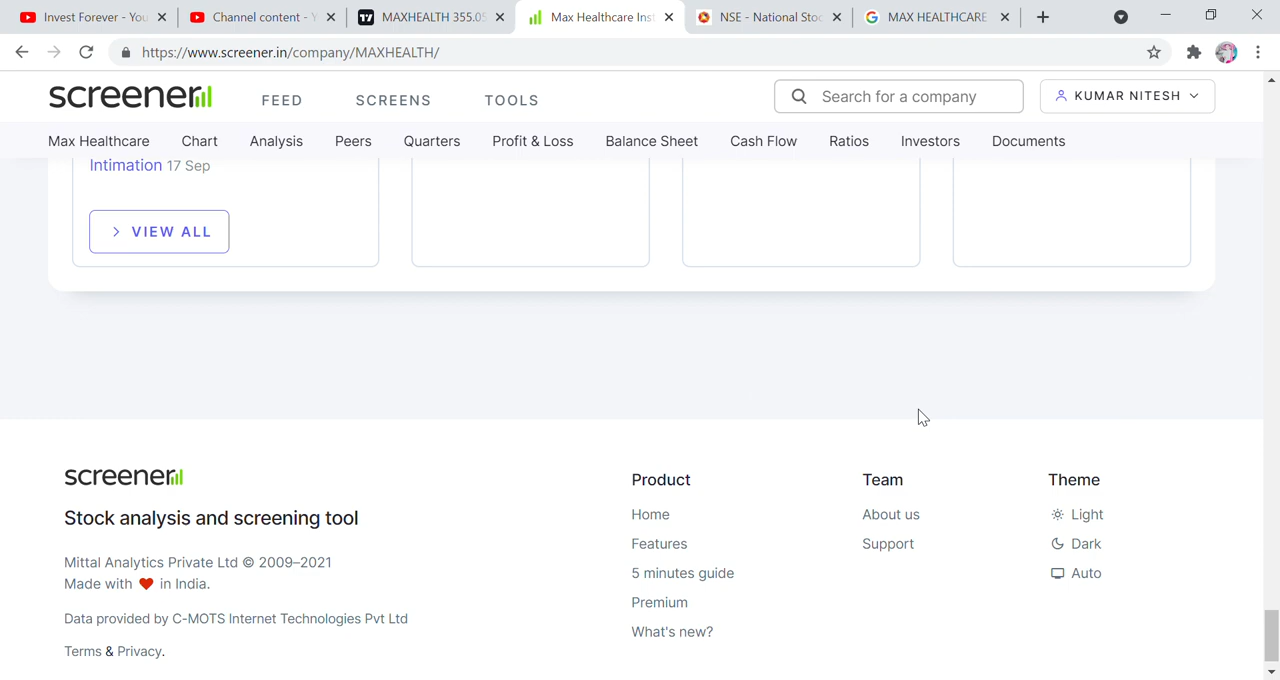 Invest Forever - You
Channel content - Y
MAXHEALTH 355.05
Max Healthcare Inst
NSE - National Stoc
MAX HEALTHCARE
https://www.screener.in/company/MAXHEALTH/
screener
FEED
SCREENS
TOOLS
Search for a company
KUMAR NITESH
Max Healthcare
Chart
Analysis
Peers
Quarters
Profit & Loss
Balance Sheet
Cash Flow
Ratios
Investors
Documents
Intimation 17 Sep
VIEW ALL
screener
Stock analysis and screening tool
Mittal Analytics Private Ltd © 2009–2021
Made with ❤ in India.
Data provided by C-MOTS Internet Technologies Pvt Ltd
Terms & Privacy.
Product
Home
Features
5 minutes guide
Premium
What's new?
Team
About us
Support
Theme
Light
Dark
Auto